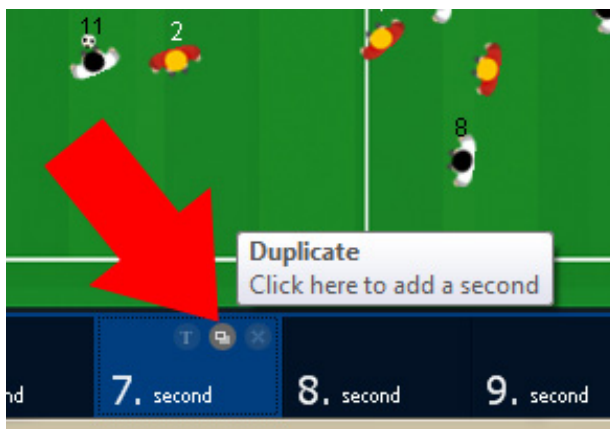 11
2
8
Duplicate
Click here to add a second
T
nd
7. second
8. second
9. second